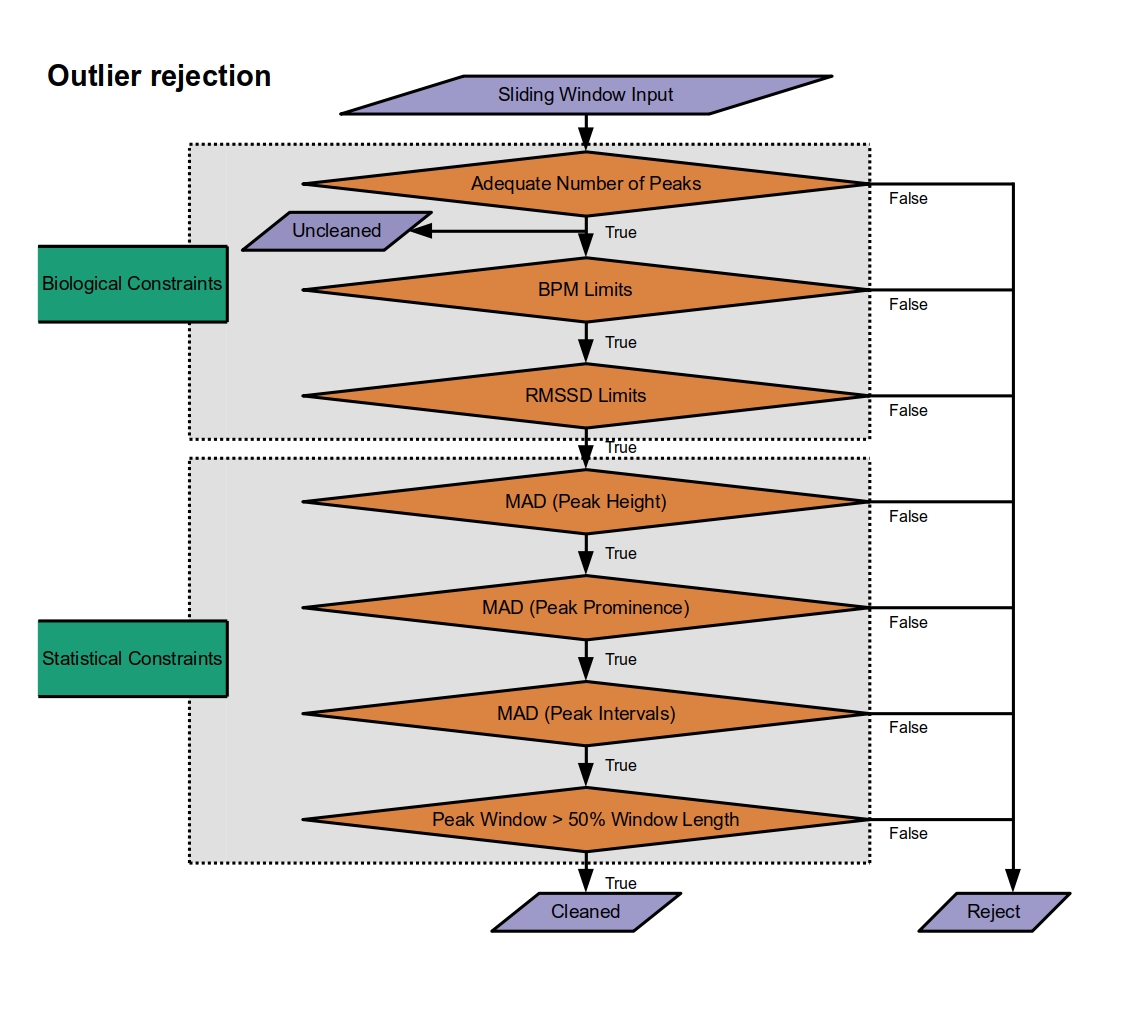 Outlier rejection
Sliding Window Input
Adequate Number of Peaks
False
Uncleaned
True
Biological Constraints
BPM Limits
False
True
RMSSD Limits
False
True
MAD (Peak Height)
False
True
MAD (Peak Prominence)
False
True
Statistical Constraints
MAD (Peak Intervals)
False
True
Peak Window > 50% Window Length
False
True
Cleaned
Reject